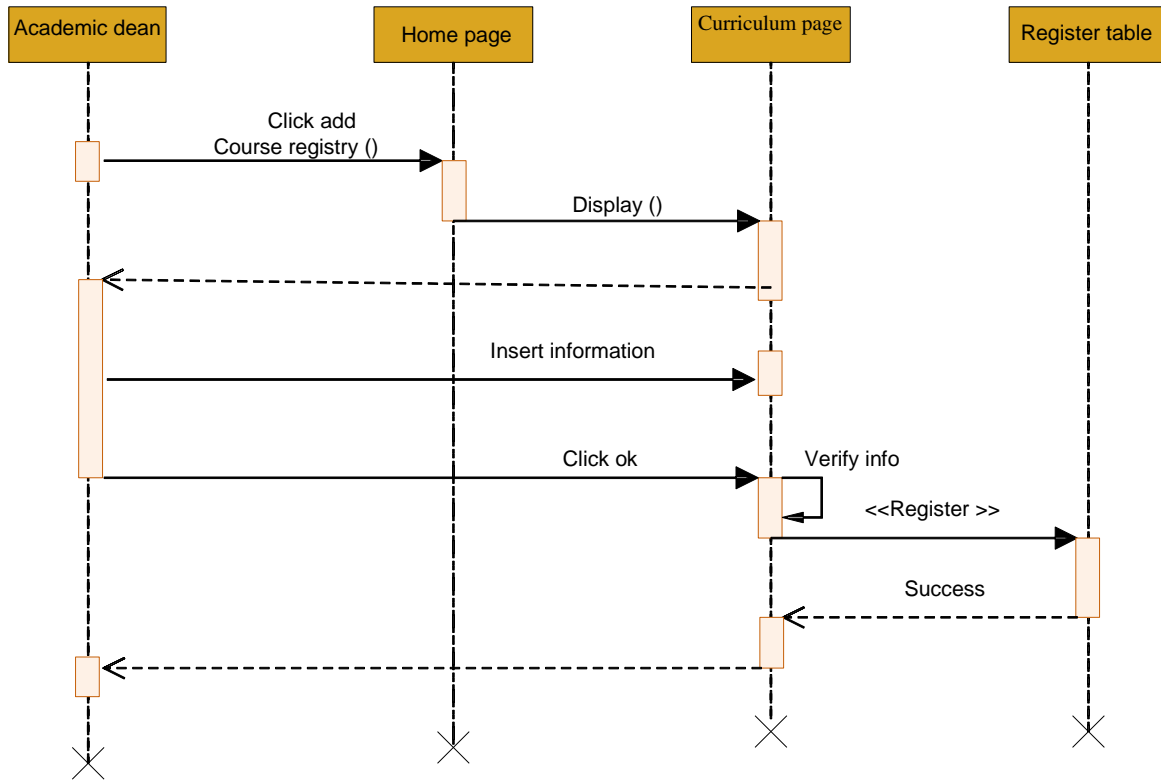 Academic dean
Home page
Curriculum page
Register table
Click add
Course registry ()
Display ()
Insert information
Click ok
Verify info
<<Register >>
Success